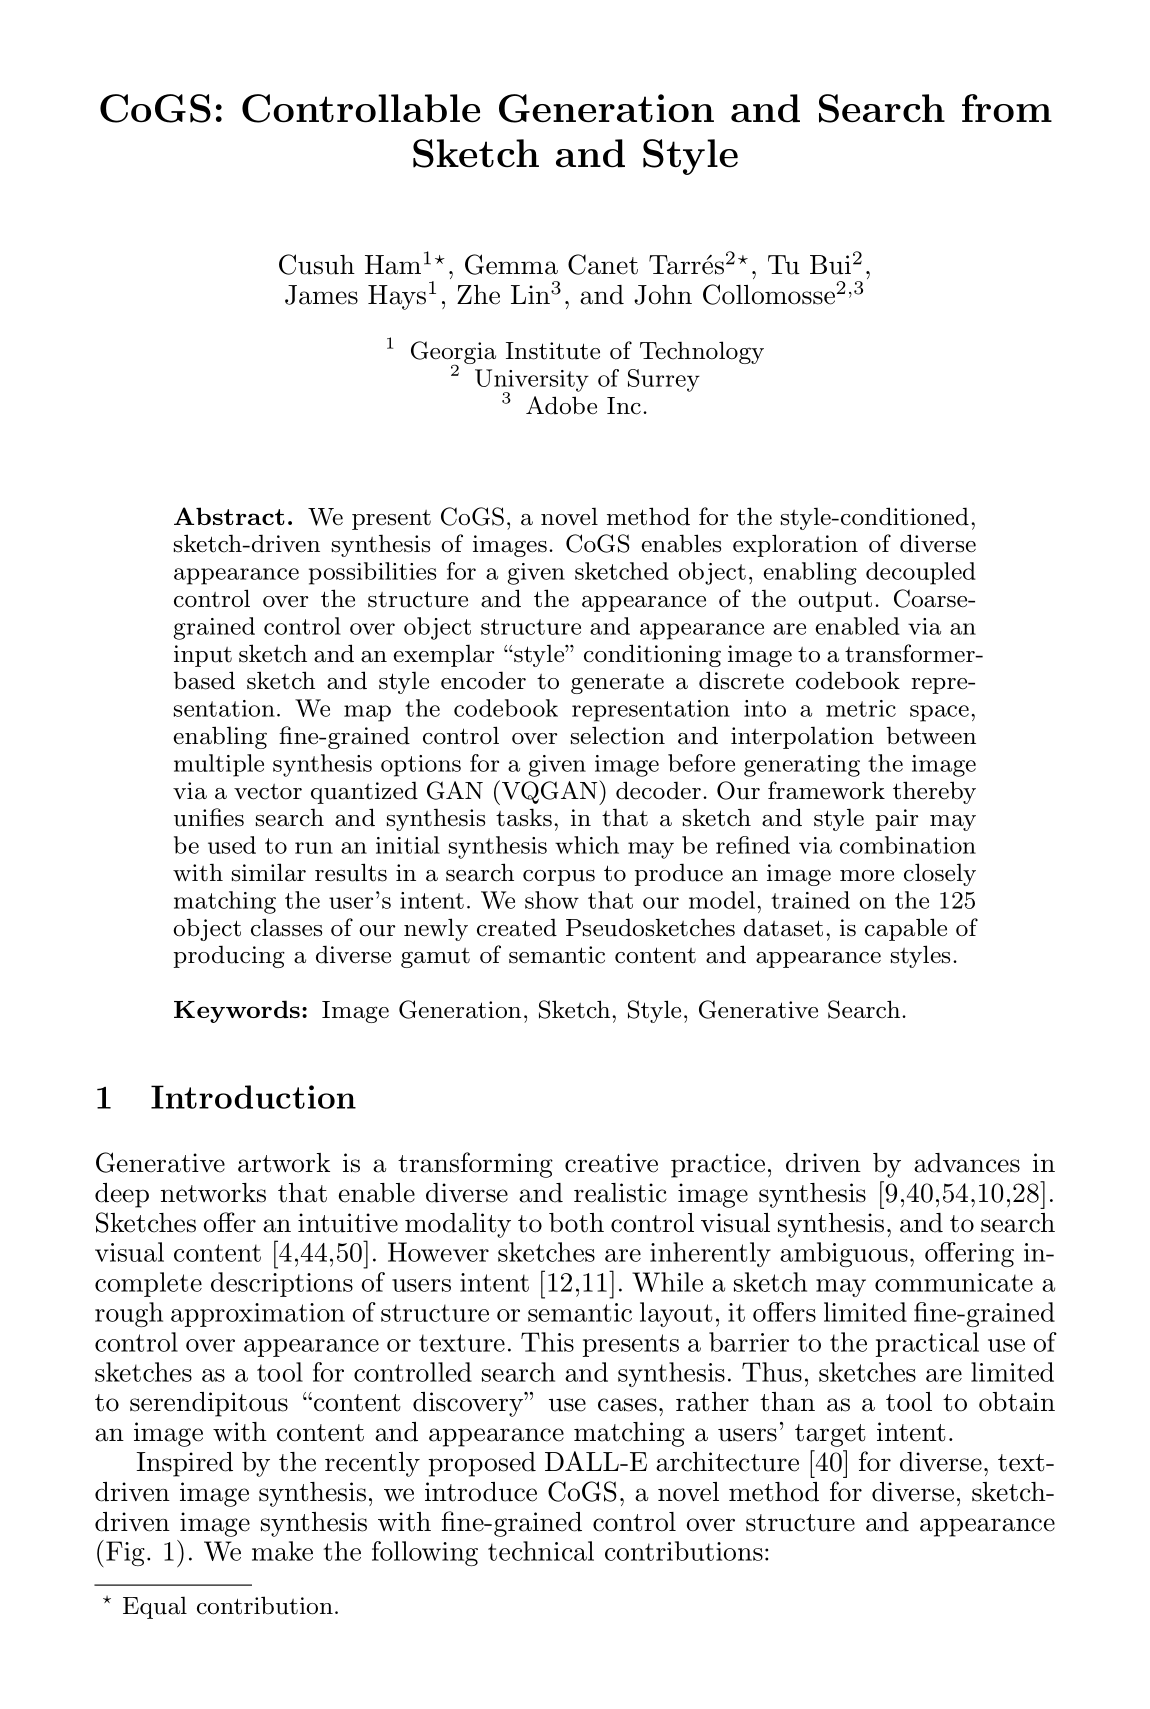 CoGS: Controllable Generation and Search from
Sketch and Style
Cusuh Ham1⋆, Gemma Canet Tarrés2⋆, Tu Bui2,
James Hays1, Zhe Lin3, and John Collomosse2,3
1 Georgia Institute of Technology
2 University of Surrey
3 Adobe Inc.
Abstract. We present CoGS, a novel method for the style-conditioned,
sketch-driven synthesis of images. CoGS enables exploration of diverse
appearance possibilities for a given sketched object, enabling decoupled
control over the structure and the appearance of the output. Coarse-
grained control over object structure and appearance are enabled via an
input sketch and an exemplar “style” conditioning image to a transformer-
based sketch and style encoder to generate a discrete codebook repre-
sentation. We map the codebook representation into a metric space,
enabling fine-grained control over selection and interpolation between
multiple synthesis options for a given image before generating the image
via a vector quantized GAN (VQGAN) decoder. Our framework thereby
unifies search and synthesis tasks, in that a sketch and style pair may
be used to run an initial synthesis which may be refined via combination
with similar results in a search corpus to produce an image more closely
matching the user’s intent. We show that our model, trained on the 125
object classes of our newly created Pseudosketches dataset, is capable of
producing a diverse gamut of semantic content and appearance styles.
Keywords: Image Generation, Sketch, Style, Generative Search.
1 Introduction
Generative artwork is a transforming creative practice, driven by advances in
deep networks that enable diverse and realistic image synthesis [9,40,54,10,28].
Sketches offer an intuitive modality to both control visual synthesis, and to search
visual content [4,44,50]. However sketches are inherently ambiguous, offering in-
complete descriptions of users intent [12,11]. While a sketch may communicate a
rough approximation of structure or semantic layout, it offers limited fine-grained
control over appearance or texture. This presents a barrier to the practical use of
sketches as a tool for controlled search and synthesis. Thus, sketches are limited
to serendipitous “content discovery” use cases, rather than as a tool to obtain
an image with content and appearance matching a users’ target intent.
Inspired by the recently proposed DALL-E architecture [40] for diverse, text-
driven image synthesis, we introduce CoGS, a novel method for diverse, sketch-
driven image synthesis with fine-grained control over structure and appearance
(Fig. 1). We make the following technical contributions:
⋆ Equal contribution.